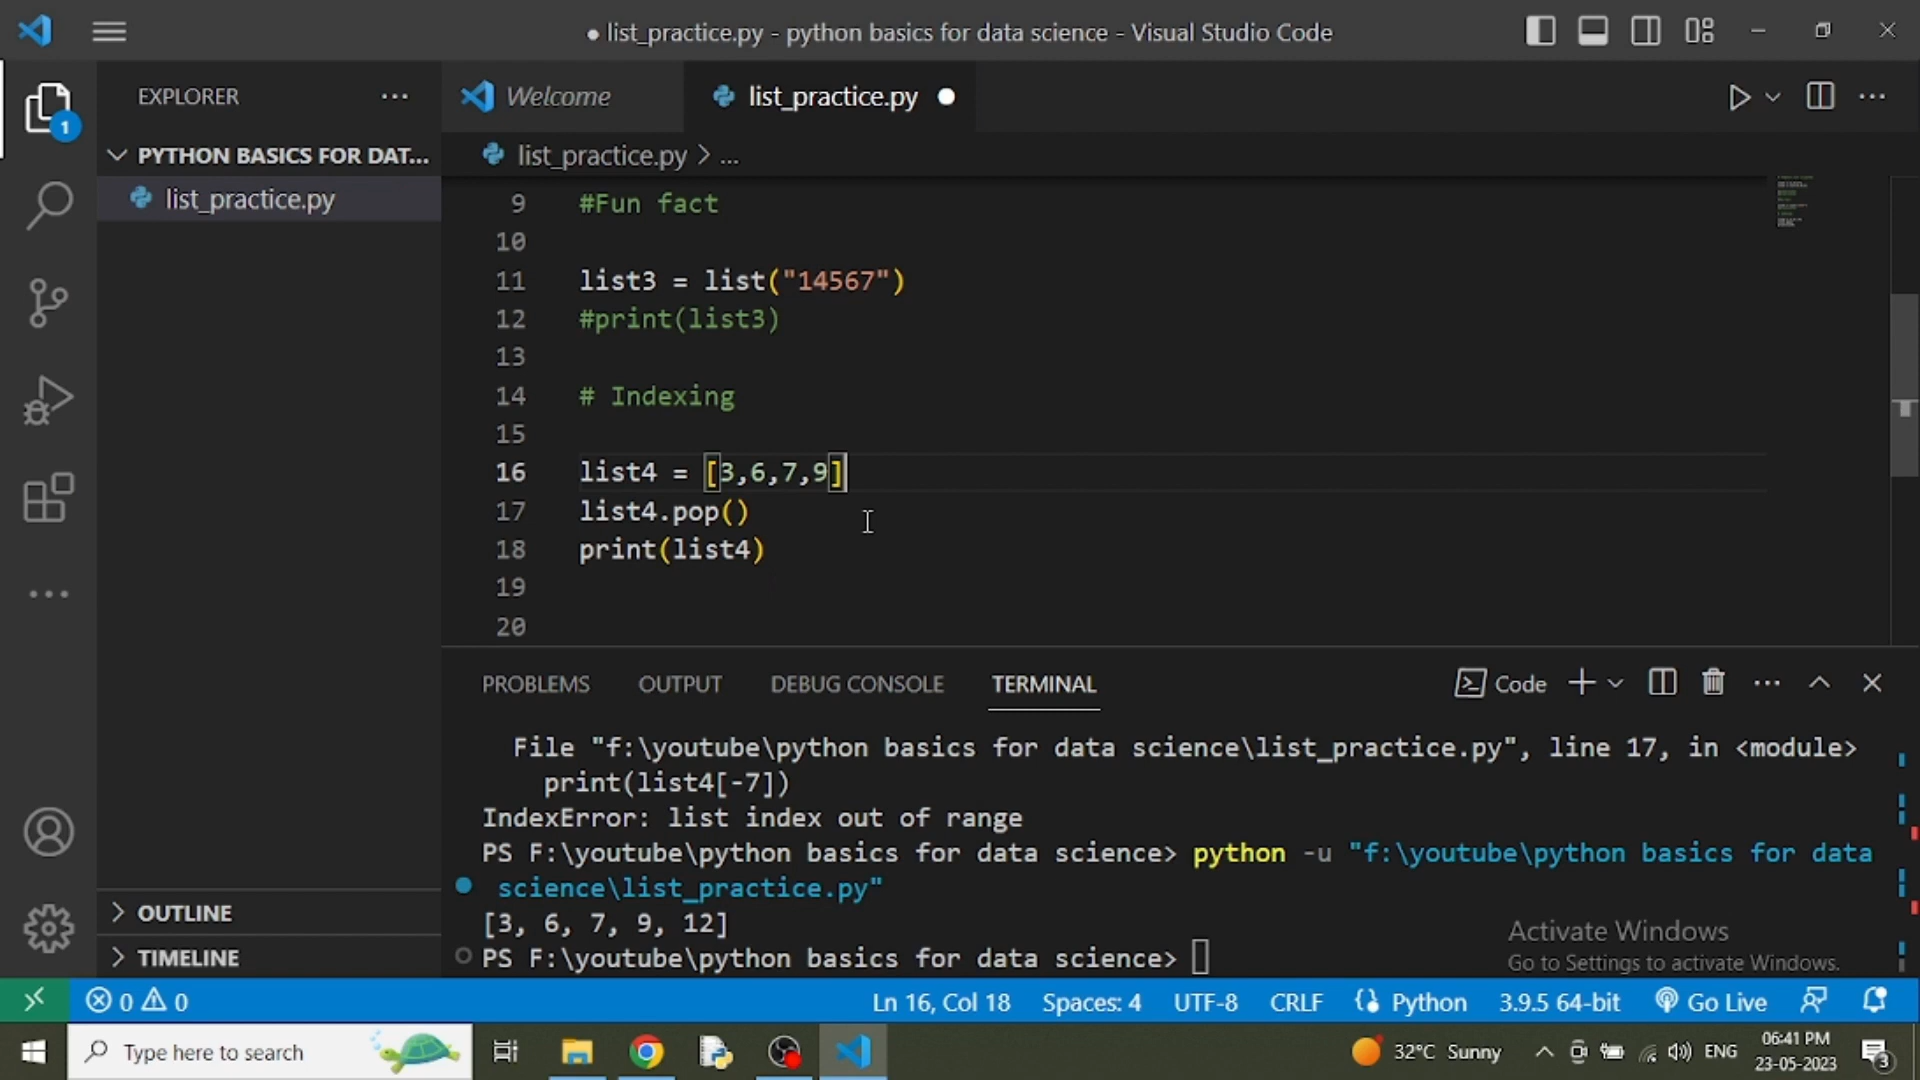 ● list_practice.py - python basics for data science - Visual Studio Code
EXPLORER
Welcome
list_practice.py
1
PYTHON BASICS FOR DAT...
list_practice.py > ...
list_practice.py
9 #Fun fact
10
11 list3 = list("14567")
12 #print(list3)
13
14 # Indexing
15
16 list4 = [3,6,7,9]
17 list4.pop()
18 print(list4)
19
20
PROBLEMS OUTPUT DEBUG CONSOLE TERMINAL
Code
File "f:\youtube\python basics for data science\list_practice.py", line 17, in <module>
print(list4[-7])
IndexError: list index out of range
PS F:\youtube\python basics for data science> python -u "f:\youtube\python basics for data
science\list_practice.py"
[3, 6, 7, 9, 12]
PS F:\youtube\python basics for data science>
OUTLINE
TIMELINE
Activate Windows
Go to Settings to activate Windows.
0 0
Ln 16, Col 18 Spaces: 4 UTF-8 CRLF Python 3.9.5 64-bit Go Live
Type here to search
32°C Sunny
ENG
06:41 PM
23-05-2023
3